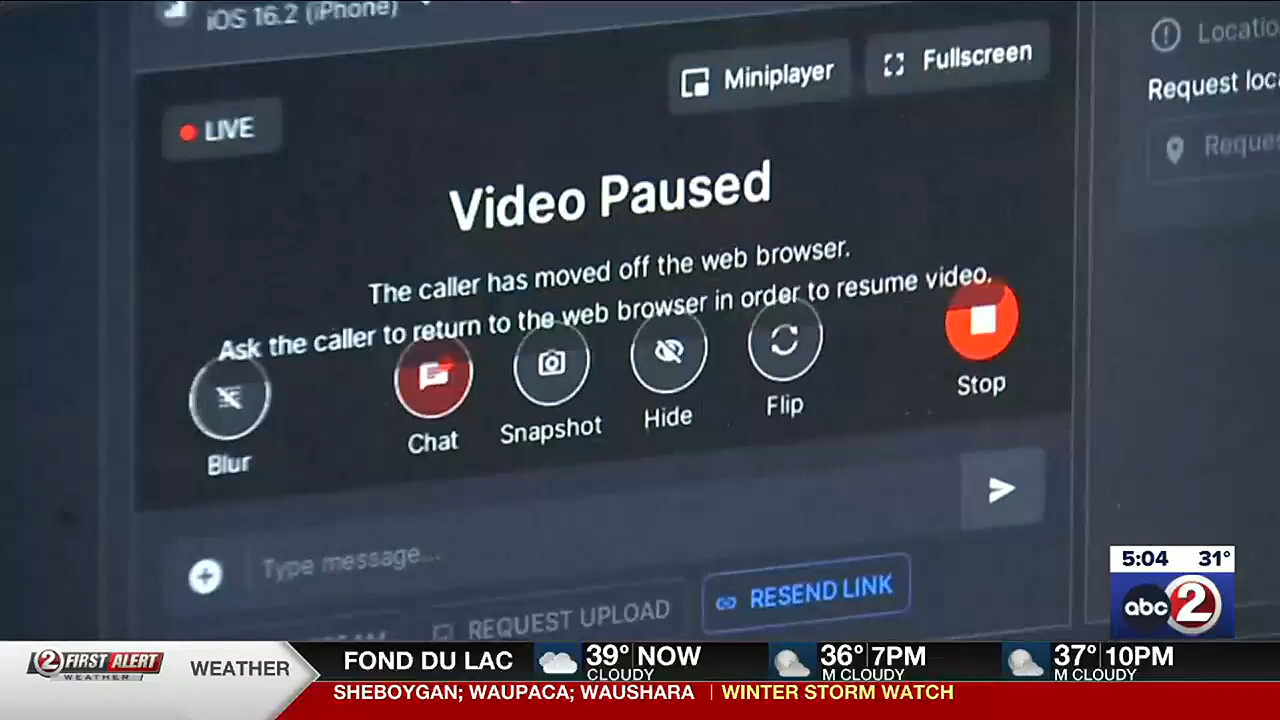 iOS 16.2 (iPhone)
Miniplayer
Fullscreen
Locatio
LIVE
Request loc
Reque
Video Paused
The caller has moved off the web browser.
Ask the caller to return to the web browser in order to resume video.
Blur
Chat
Snapshot
Hide
Flip
Stop
Type message...
REQUEST UPLOAD
RESEND LINK
5:04 31°
abc 2
2 FIRST ALERT
WEATHER
WEATHER
FOND DU LAC
39° NOW
CLOUDY
36° 7PM
M CLOUDY
37° 10PM
M CLOUDY
SHEBOYGAN; WAUPACA; WAUSHARA | WINTER STORM WATCH